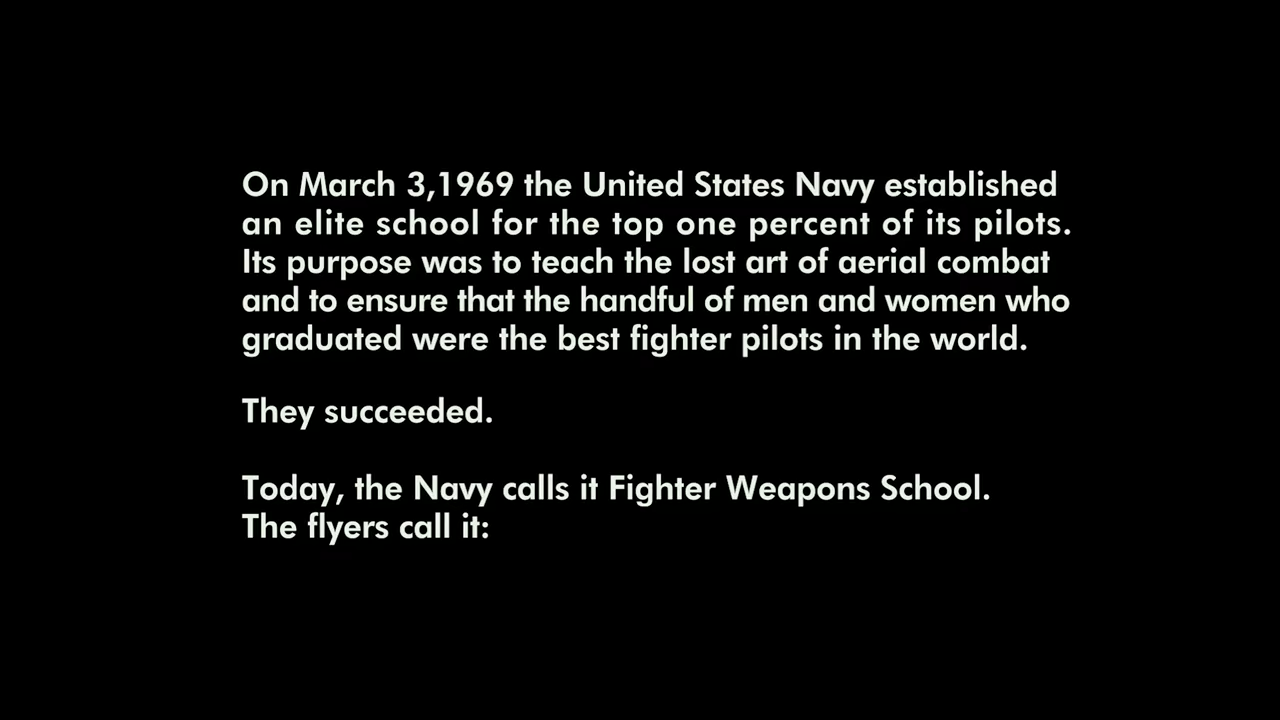 On March 3,1969 the United States Navy established
an elite school for the top one percent of its pilots.
Its purpose was to teach the lost art of aerial combat
and to ensure that the handful of men and women who
graduated were the best fighter pilots in the world.
They succeeded.
Today, the Navy calls it Fighter Weapons School.
The flyers call it: